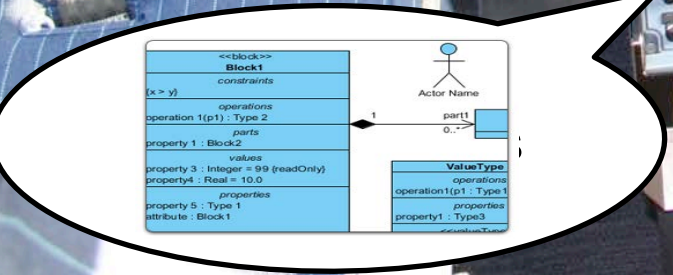 <<block>>
Block1
constraints
{x > y}
operations
operation 1(p1) : Type 2
parts
property 1 : Block2
values
property 3 : Integer = 99 {readOnly}
property4 : Real = 10.0
properties
property 5 : Type 1
attribute : Block1
Actor Name
1
part1
0..*
ValueType
operations
operation1(p1 : Type1
properties
property1 : Type3